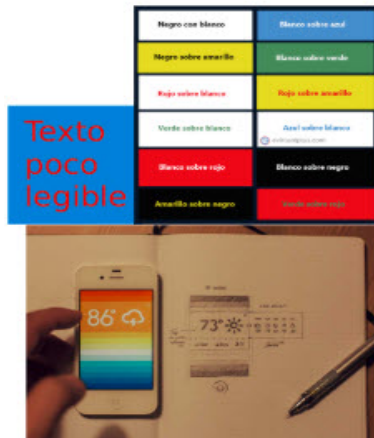 Negro con blanco
Blanco sobre azul
Negro sobre amarillo
Blanco sobre verde
Rojo sobre blanco
Rojo sobre amarillo
Verde sobre blanco
Azul sobre blanco
Blanco sobre rojo
Blanco sobre negro
Amarillo sobre negro
Verde sobre rojo
Texto
poco
legible
86°
73°